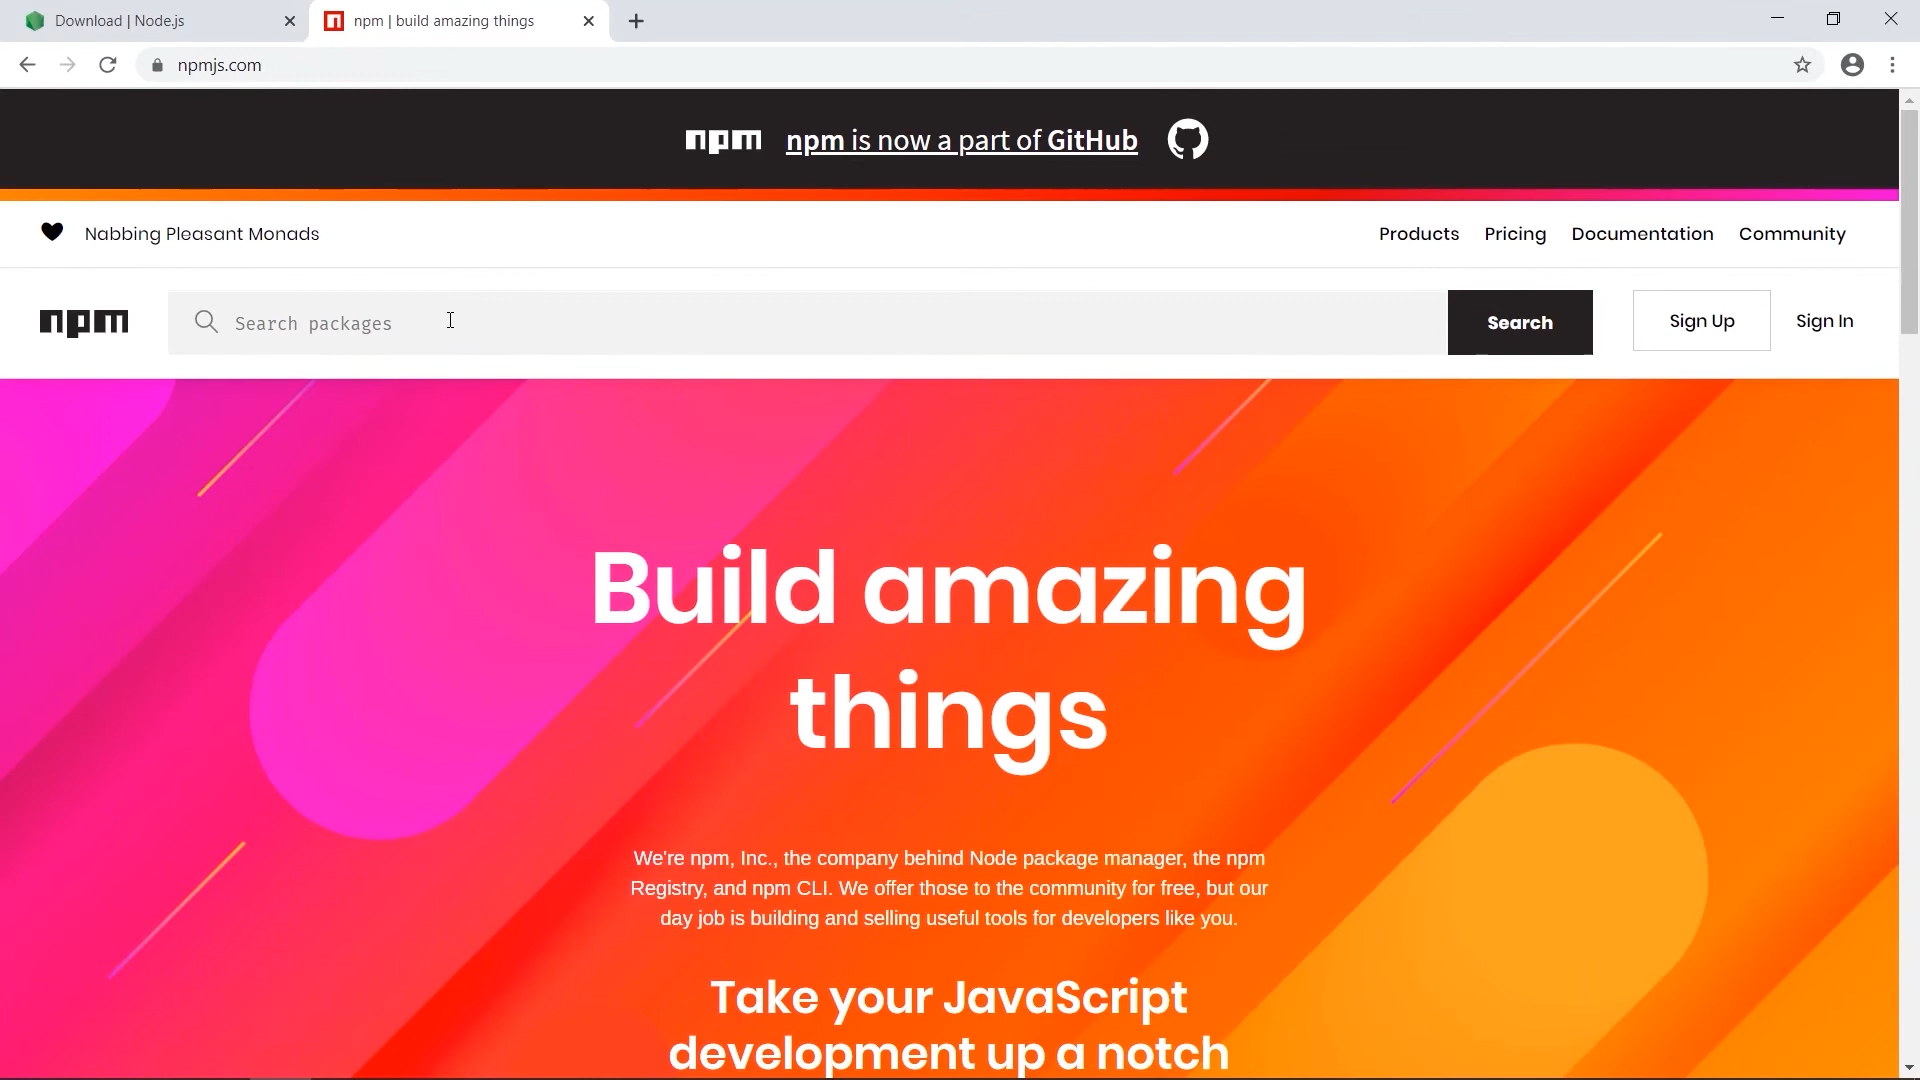 Download | Node.js
npm | build amazing things
npmjs.com
npm npm is now a part of GitHub
Nabbing Pleasant Monads
Products Pricing Documentation Community
npm Search packages Search Sign Up Sign In
Build amazing
things
We're npm, Inc., the company behind Node package manager, the npm
Registry, and npm CLI. We offer those to the community for free, but our
day job is building and selling useful tools for developers like you.
Take your JavaScript
development up a notch